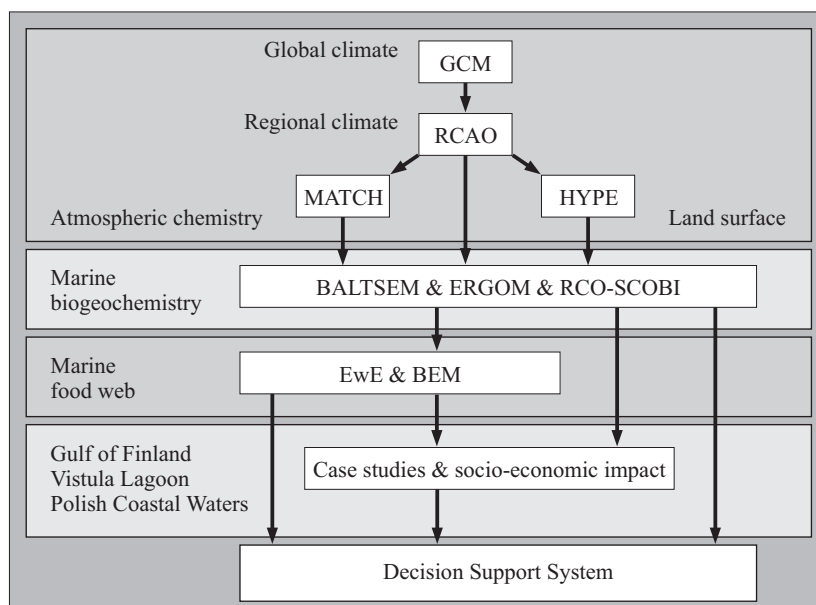 Global climate
GCM
Regional climate
RCAO
MATCH
HYPE
Atmospheric chemistry
Land surface
Marine
biogeochemistry
BALTSEM & ERGOM & RCO-SCOBI
Marine
food web
EwE & BEM
Gulf of Finland
Vistula Lagoon
Polish Coastal Waters
Case studies & socio-economic impact
Decision Support System